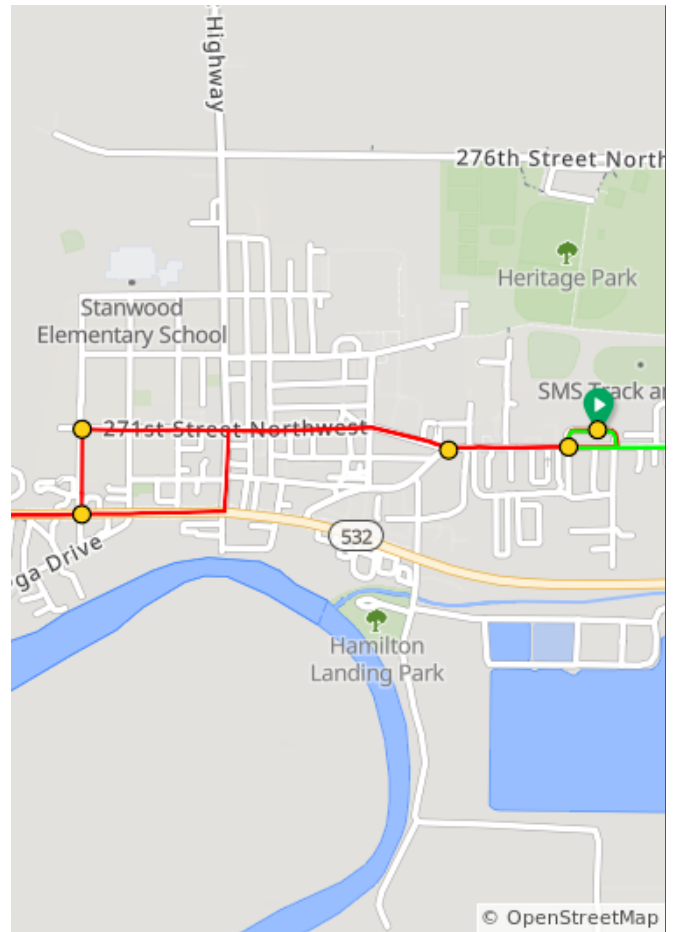 Highway
276th Street North
Heritage Park
Stanwood
Elementary School
SMS Track ar
271st Street Northwest
532
ga Drive
Hamilton
Landing Park
© OpenStreetMap